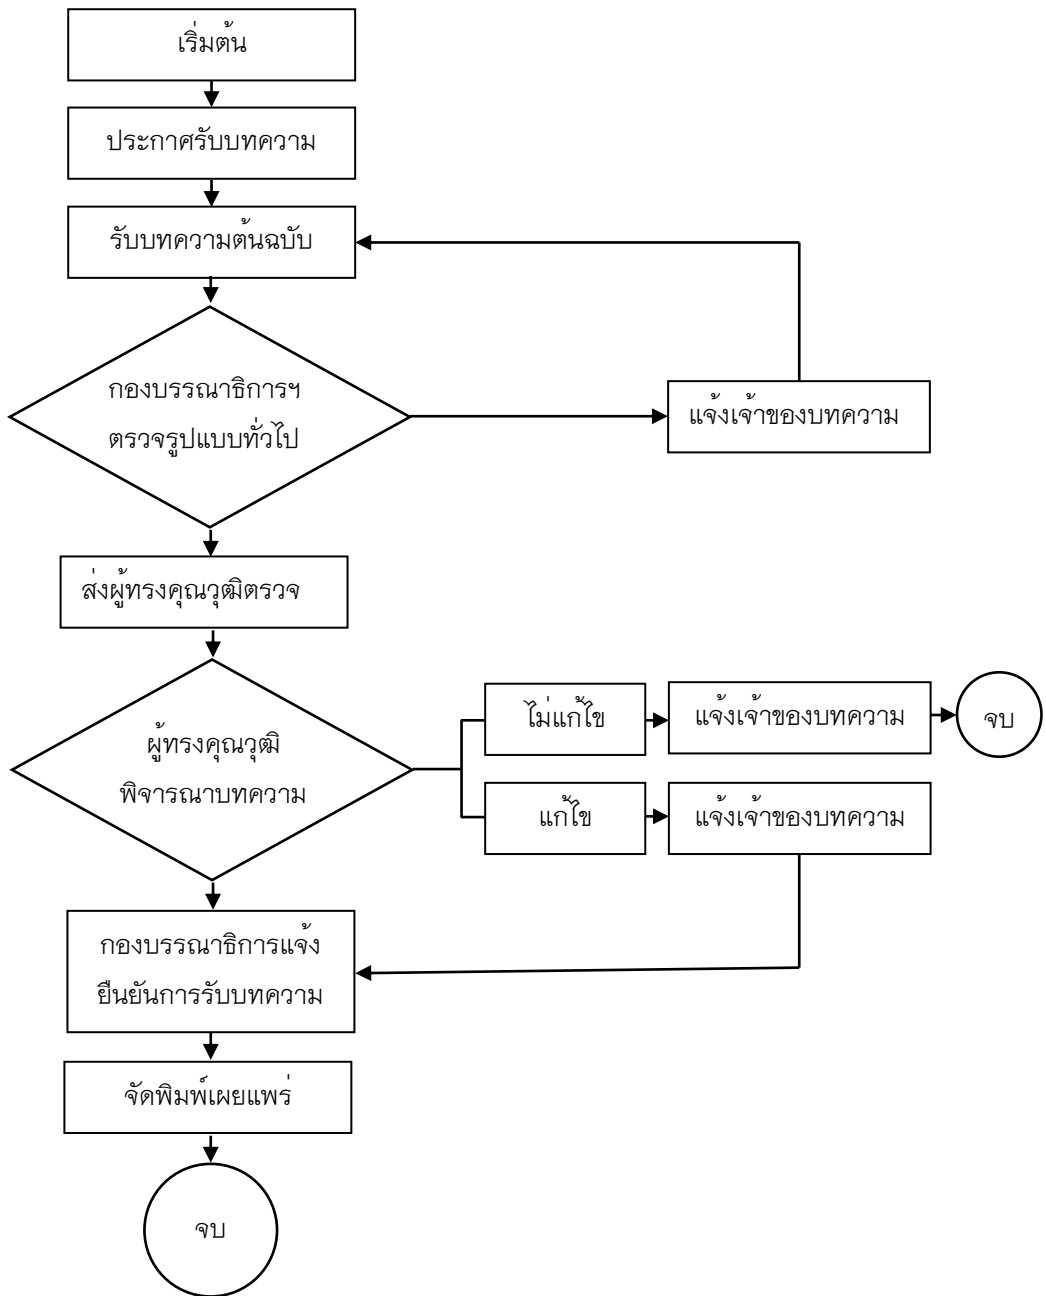 เริ่มต้น
ประกาศรับบทความ
รับบทความต้นฉบับ
กองบรรณาธิการฯ
ตรวจรูปแบบทั่วไป
แจ้งเจ้าของบทความ
ส่งผู้ทรงคุณวุฒิตรวจ
ผู้ทรงคุณวุฒิ
พิจารณาบทความ
ไม่แก้ไข
แจ้งเจ้าของบทความ
จบ
แก้ไข
แจ้งเจ้าของบทความ
กองบรรณาธิการแจ้ง
ยืนยันการรับบทความ
จัดพิมพ์เผยแพร่
จบ